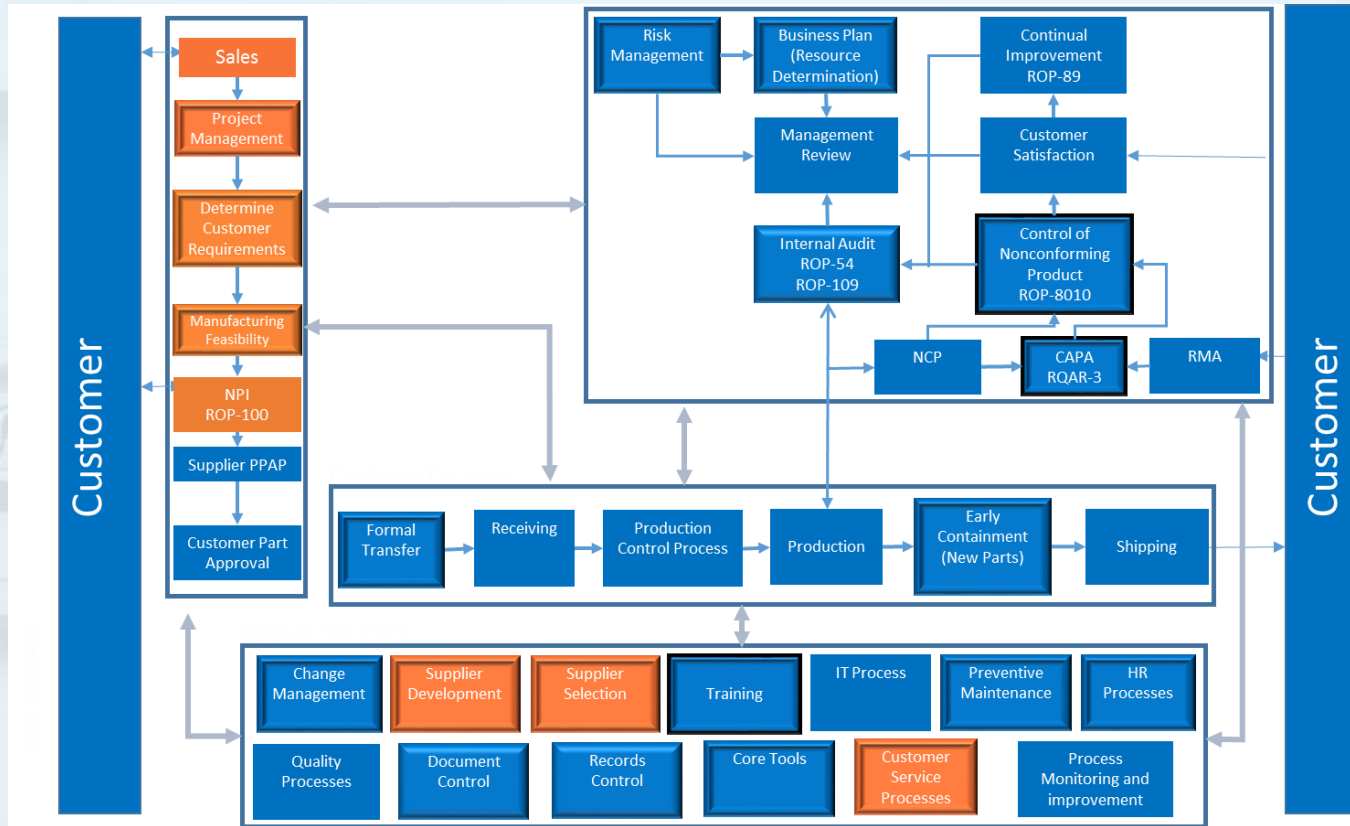 Customer
Sales
Project
Management
Determine
Customer
Requirements
Manufacturing
Feasibility
NPI
ROP-100
Supplier PPAP
Customer Part
Approval
Risk
Management
Business Plan
(Resource
Determination)
Continual
Improvement
ROP-89
Management
Review
Customer
Satisfaction
Internal Audit
ROP-54
ROP-109
Control of
Nonconforming
Product
ROP-8010
NCP
CAPA
RQAR-3
RMA
Formal
Transfer
Receiving
Production
Control Process
Production
Early
Containment
(New Parts)
Shipping
Change
Management
Supplier
Development
Supplier
Selection
Training
IT Process
Preventive
Maintenance
HR
Processes
Quality
Processes
Document
Control
Records
Control
Core Tools
Customer
Service
Processes
Process
Monitoring and
improvement
Customer